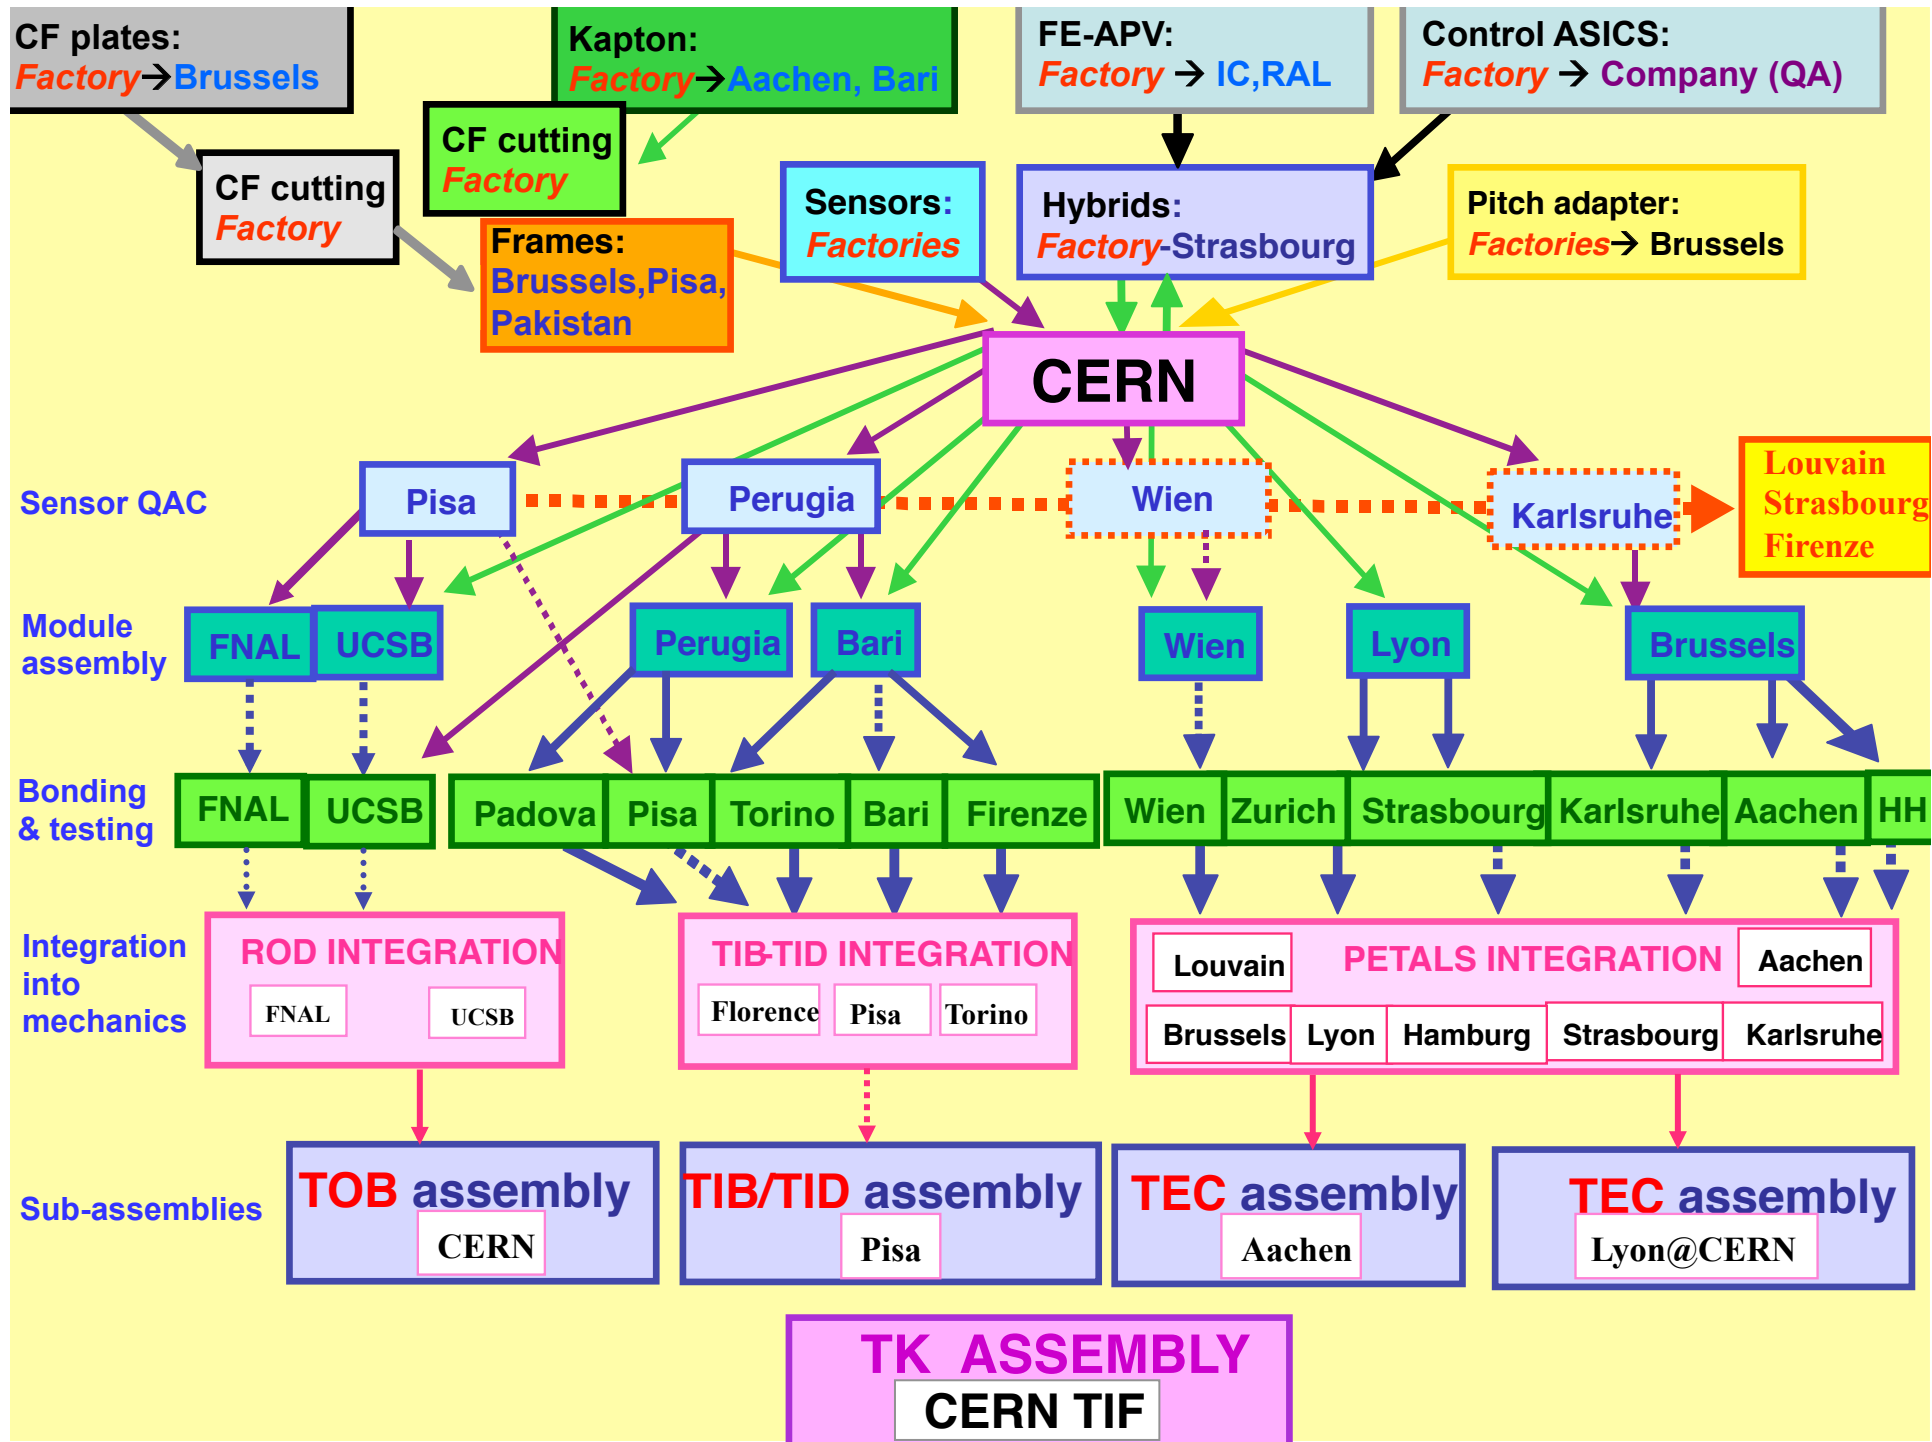 CF plates:
Factory→Brussels
Kapton:
Factory→Aachen, Bari
FE-APV:
Factory → IC,RAL
Control ASICS:
Factory → Company (QA)
CF cutting
Factory
CF cutting
Factory
Frames:
Brussels,Pisa,
Pakistan
Sensors:
Factories
Hybrids:
Factory-Strasbourg
Pitch adapter:
Factories→ Brussels
CERN
Sensor QAC
Pisa
Perugia
Wien
Karlsruhe
Louvain
Strasbourg
Firenze
Module
assembly
FNAL
UCSB
Perugia
Bari
Wien
Lyon
Brussels
Bonding
& testing
FNAL
UCSB
Padova
Pisa
Torino
Bari
Firenze
Wien
Zurich
Strasbourg
Karlsruhe
Aachen
HH
Integration
into
mechanics
ROD INTEGRATION
FNAL
UCSB
TIB-TID INTEGRATION
Florence
Pisa
Torino
PETALS INTEGRATION
Louvain
Aachen
Brussels
Lyon
Hamburg
Strasbourg
Karlsruhe
Sub-assemblies
TOB assembly
CERN
TIB/TID assembly
Pisa
TEC assembly
Aachen
TEC assembly
Lyon@CERN
TK ASSEMBLY
CERN TIF